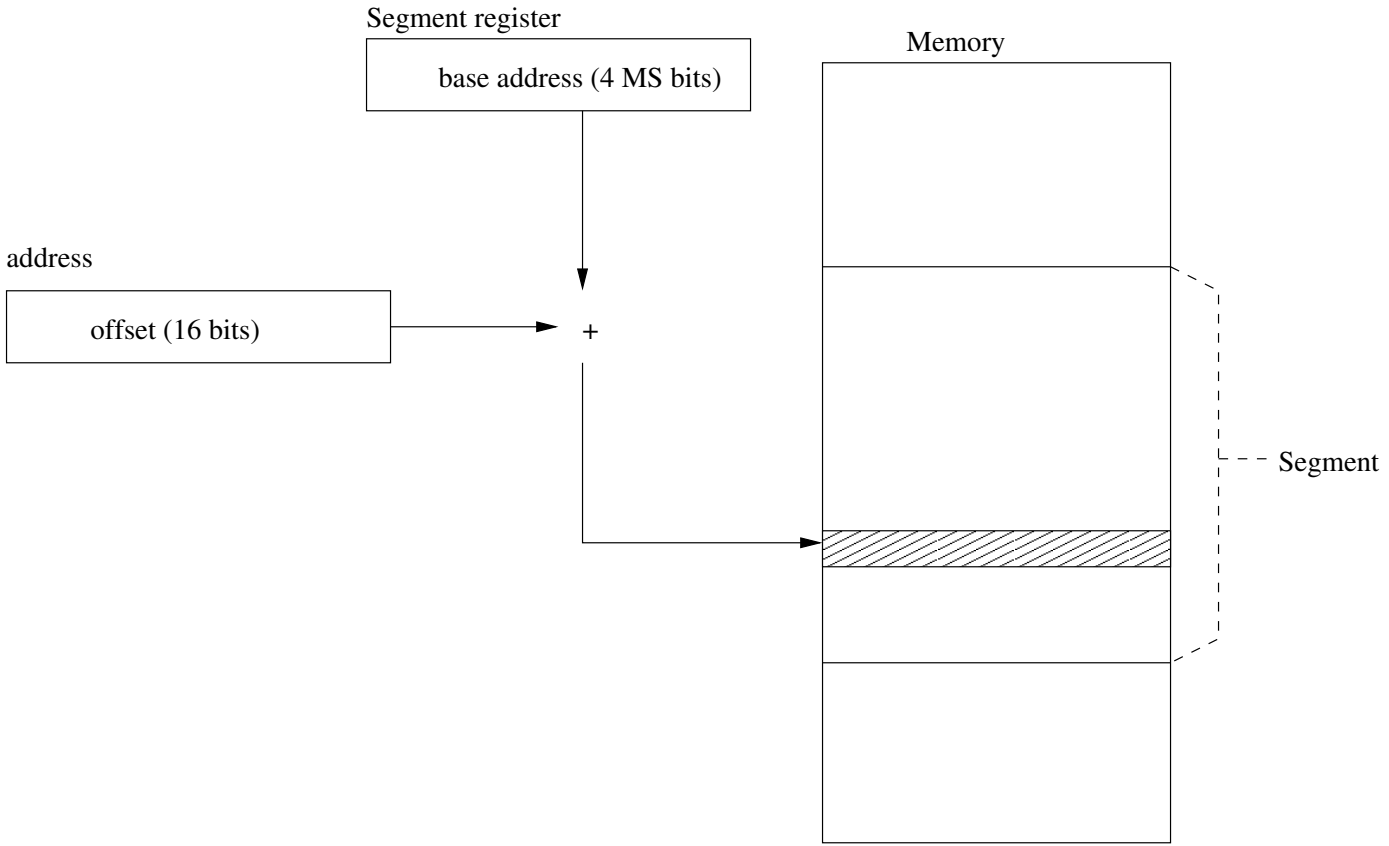 Segment register
Memory
base address (4 MS bits)
address
offset (16 bits)
+
Segment